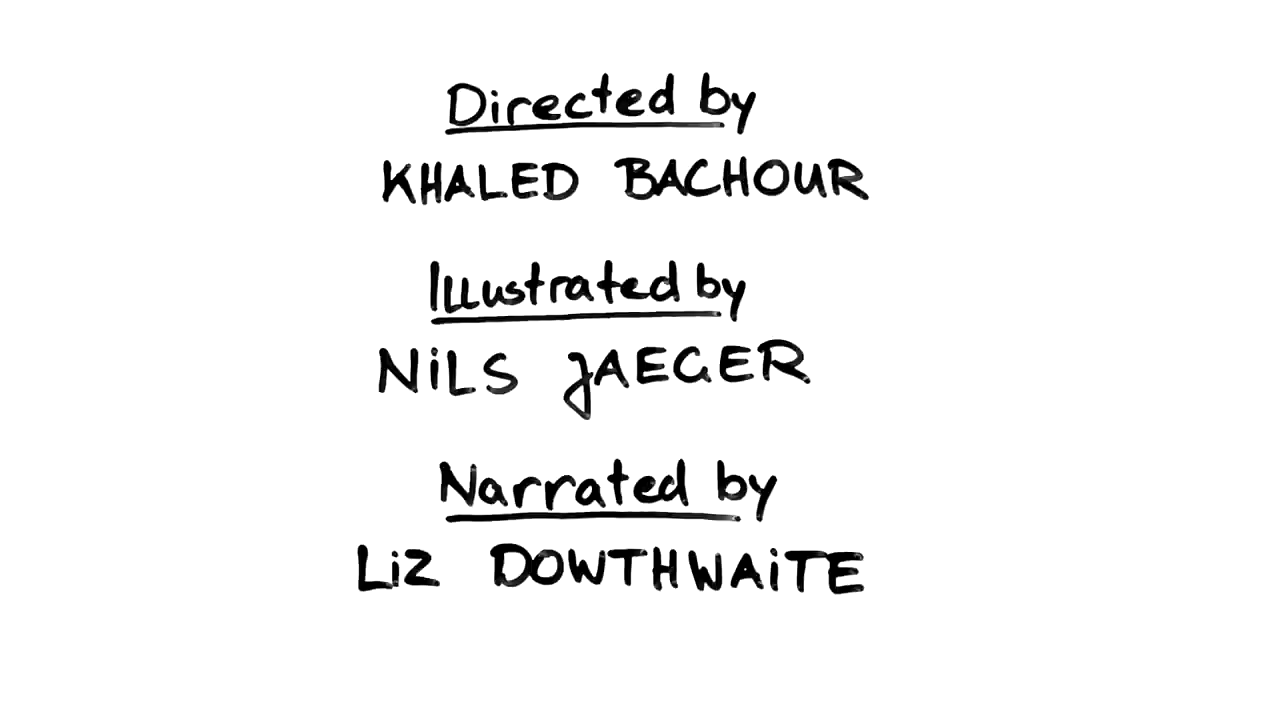 Directed by
KHALED BACHOUR
Illustrated by
NiLS JAEGER
Narrated by
LiZ DOWTHWAiTE